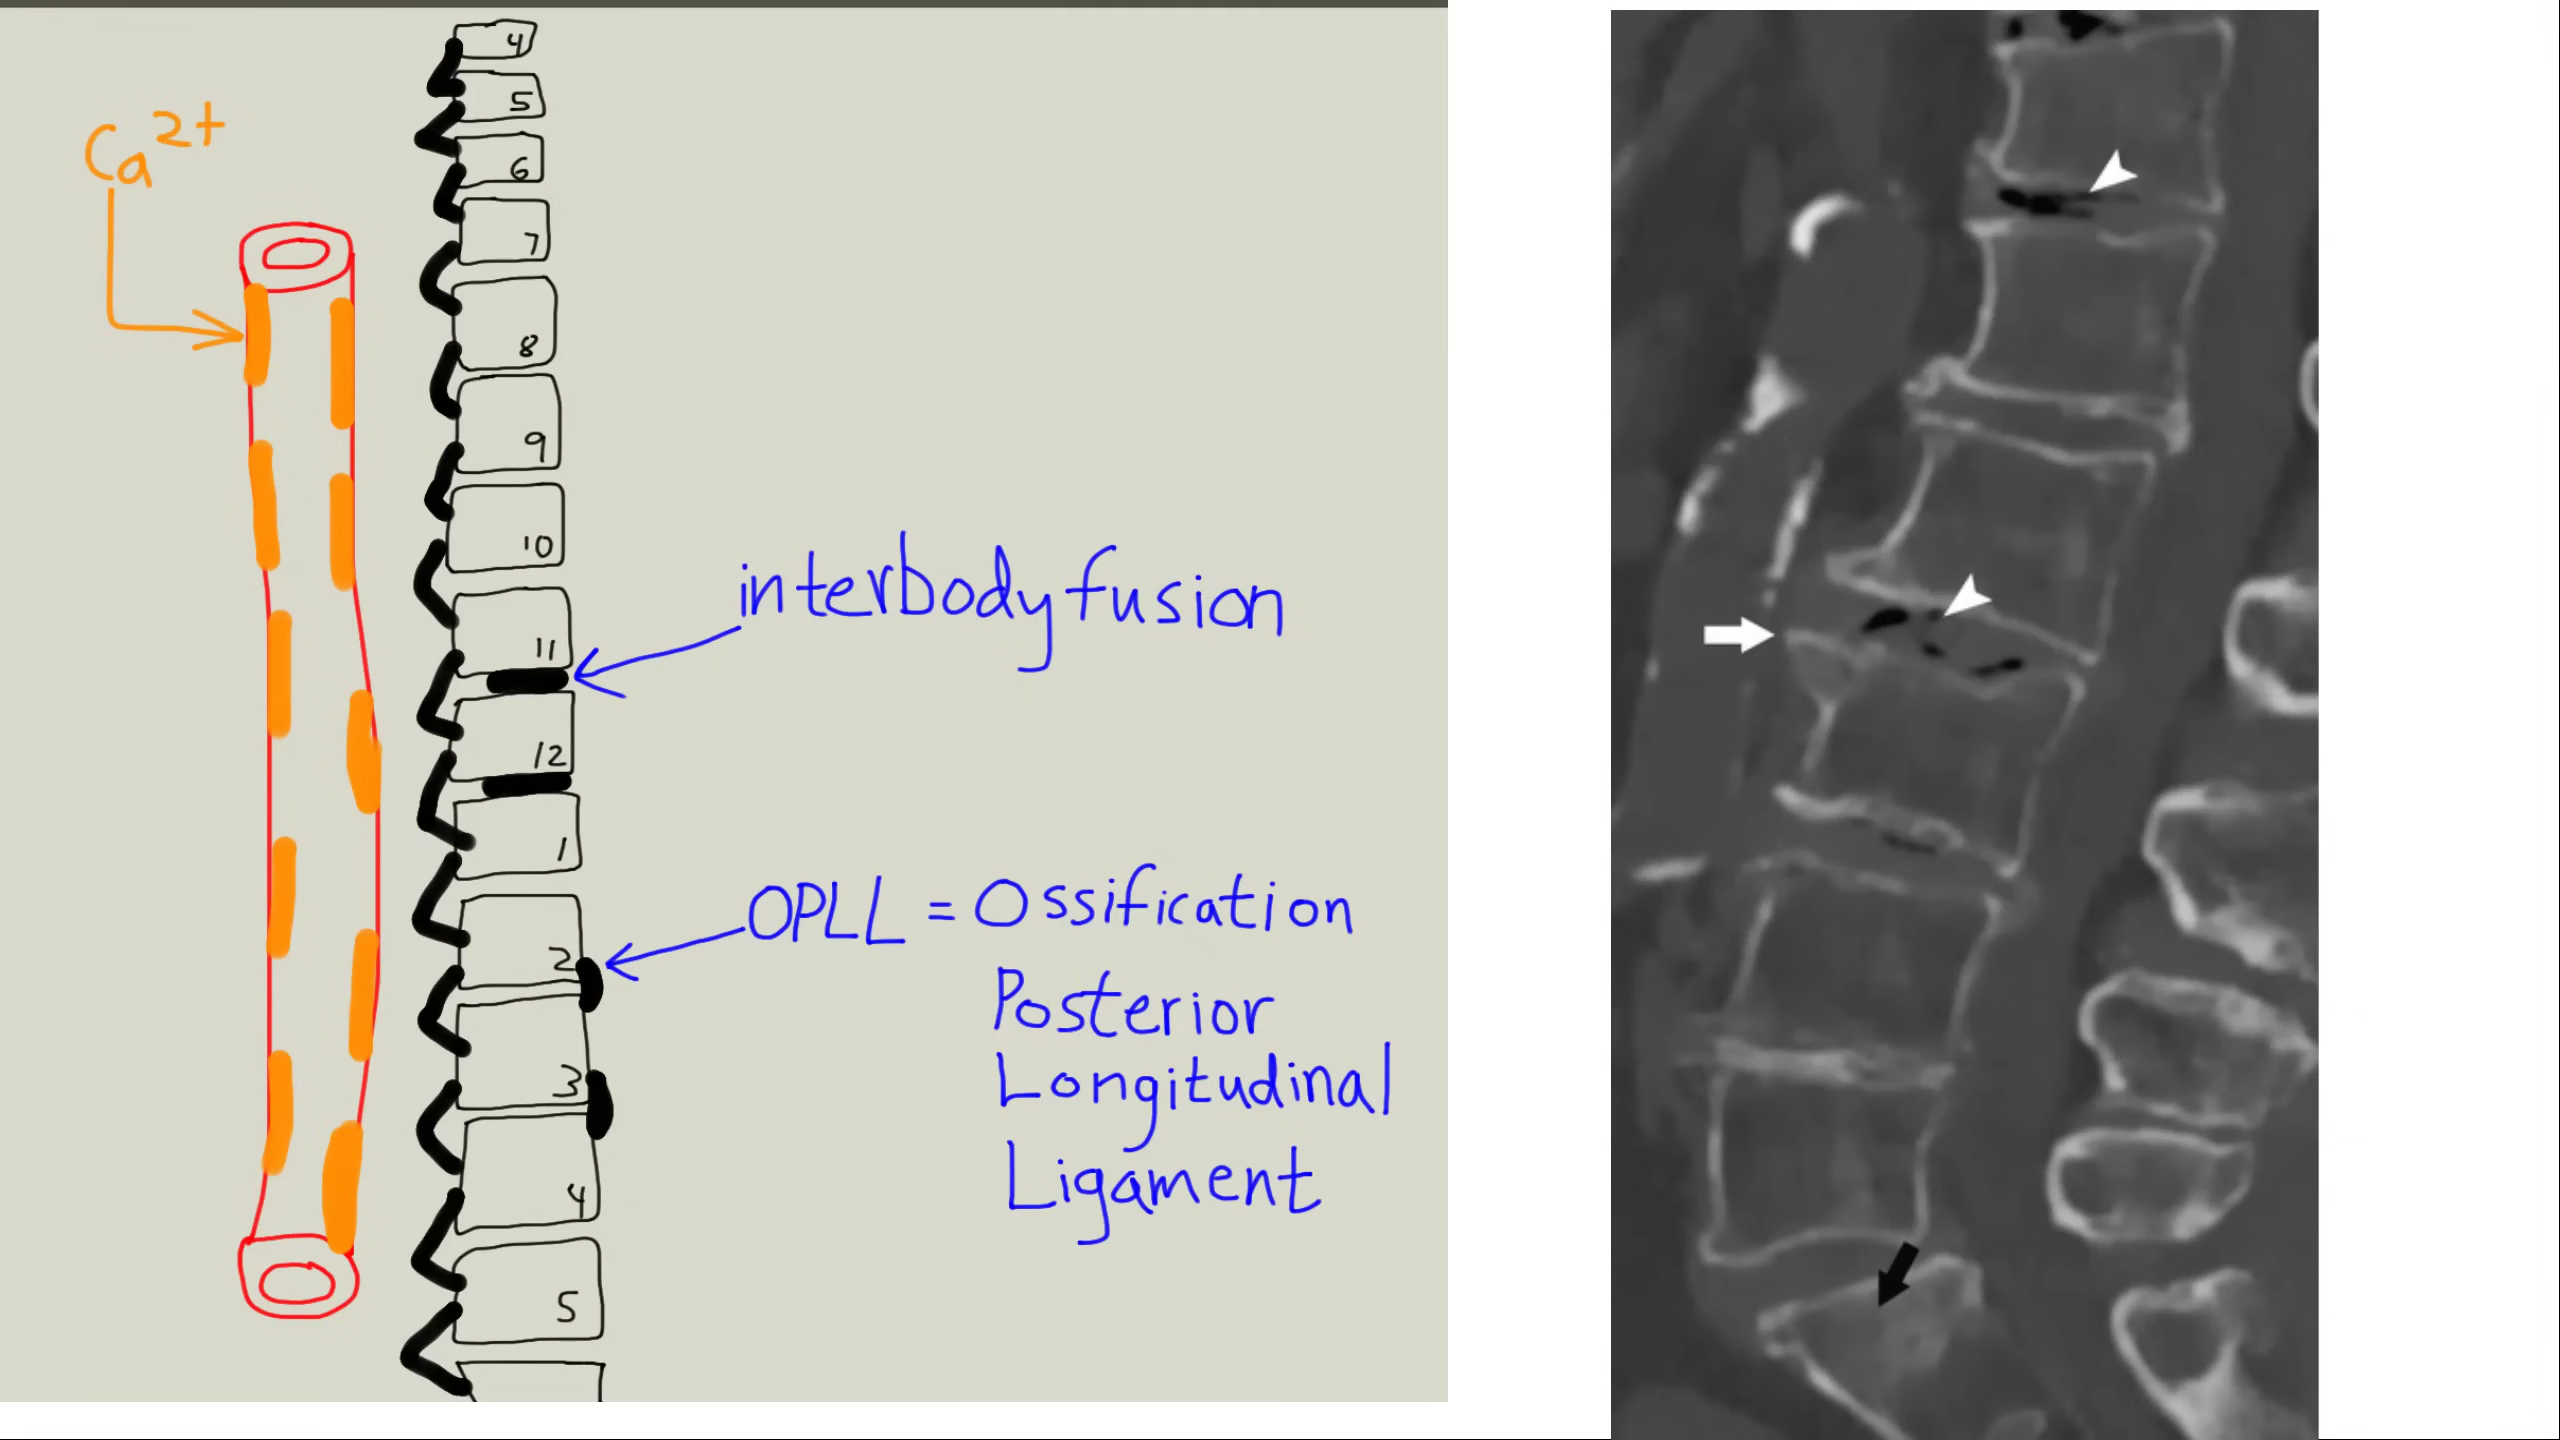 4
5
Ca2+
6
7
8
9
10
interbody fusion
11
12
1
OPLL = Ossification
2
Posterior
3
Longitudinal
Ligament
4
5